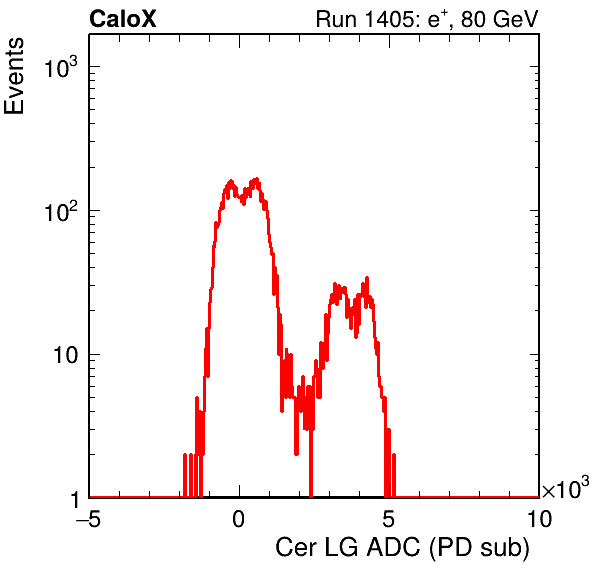 CaloX Run 1405: e⁺, 80 GeV
Events
10³
10²
10
1
−5 0 5 10 ×10³
Cer LG ADC (PD sub)